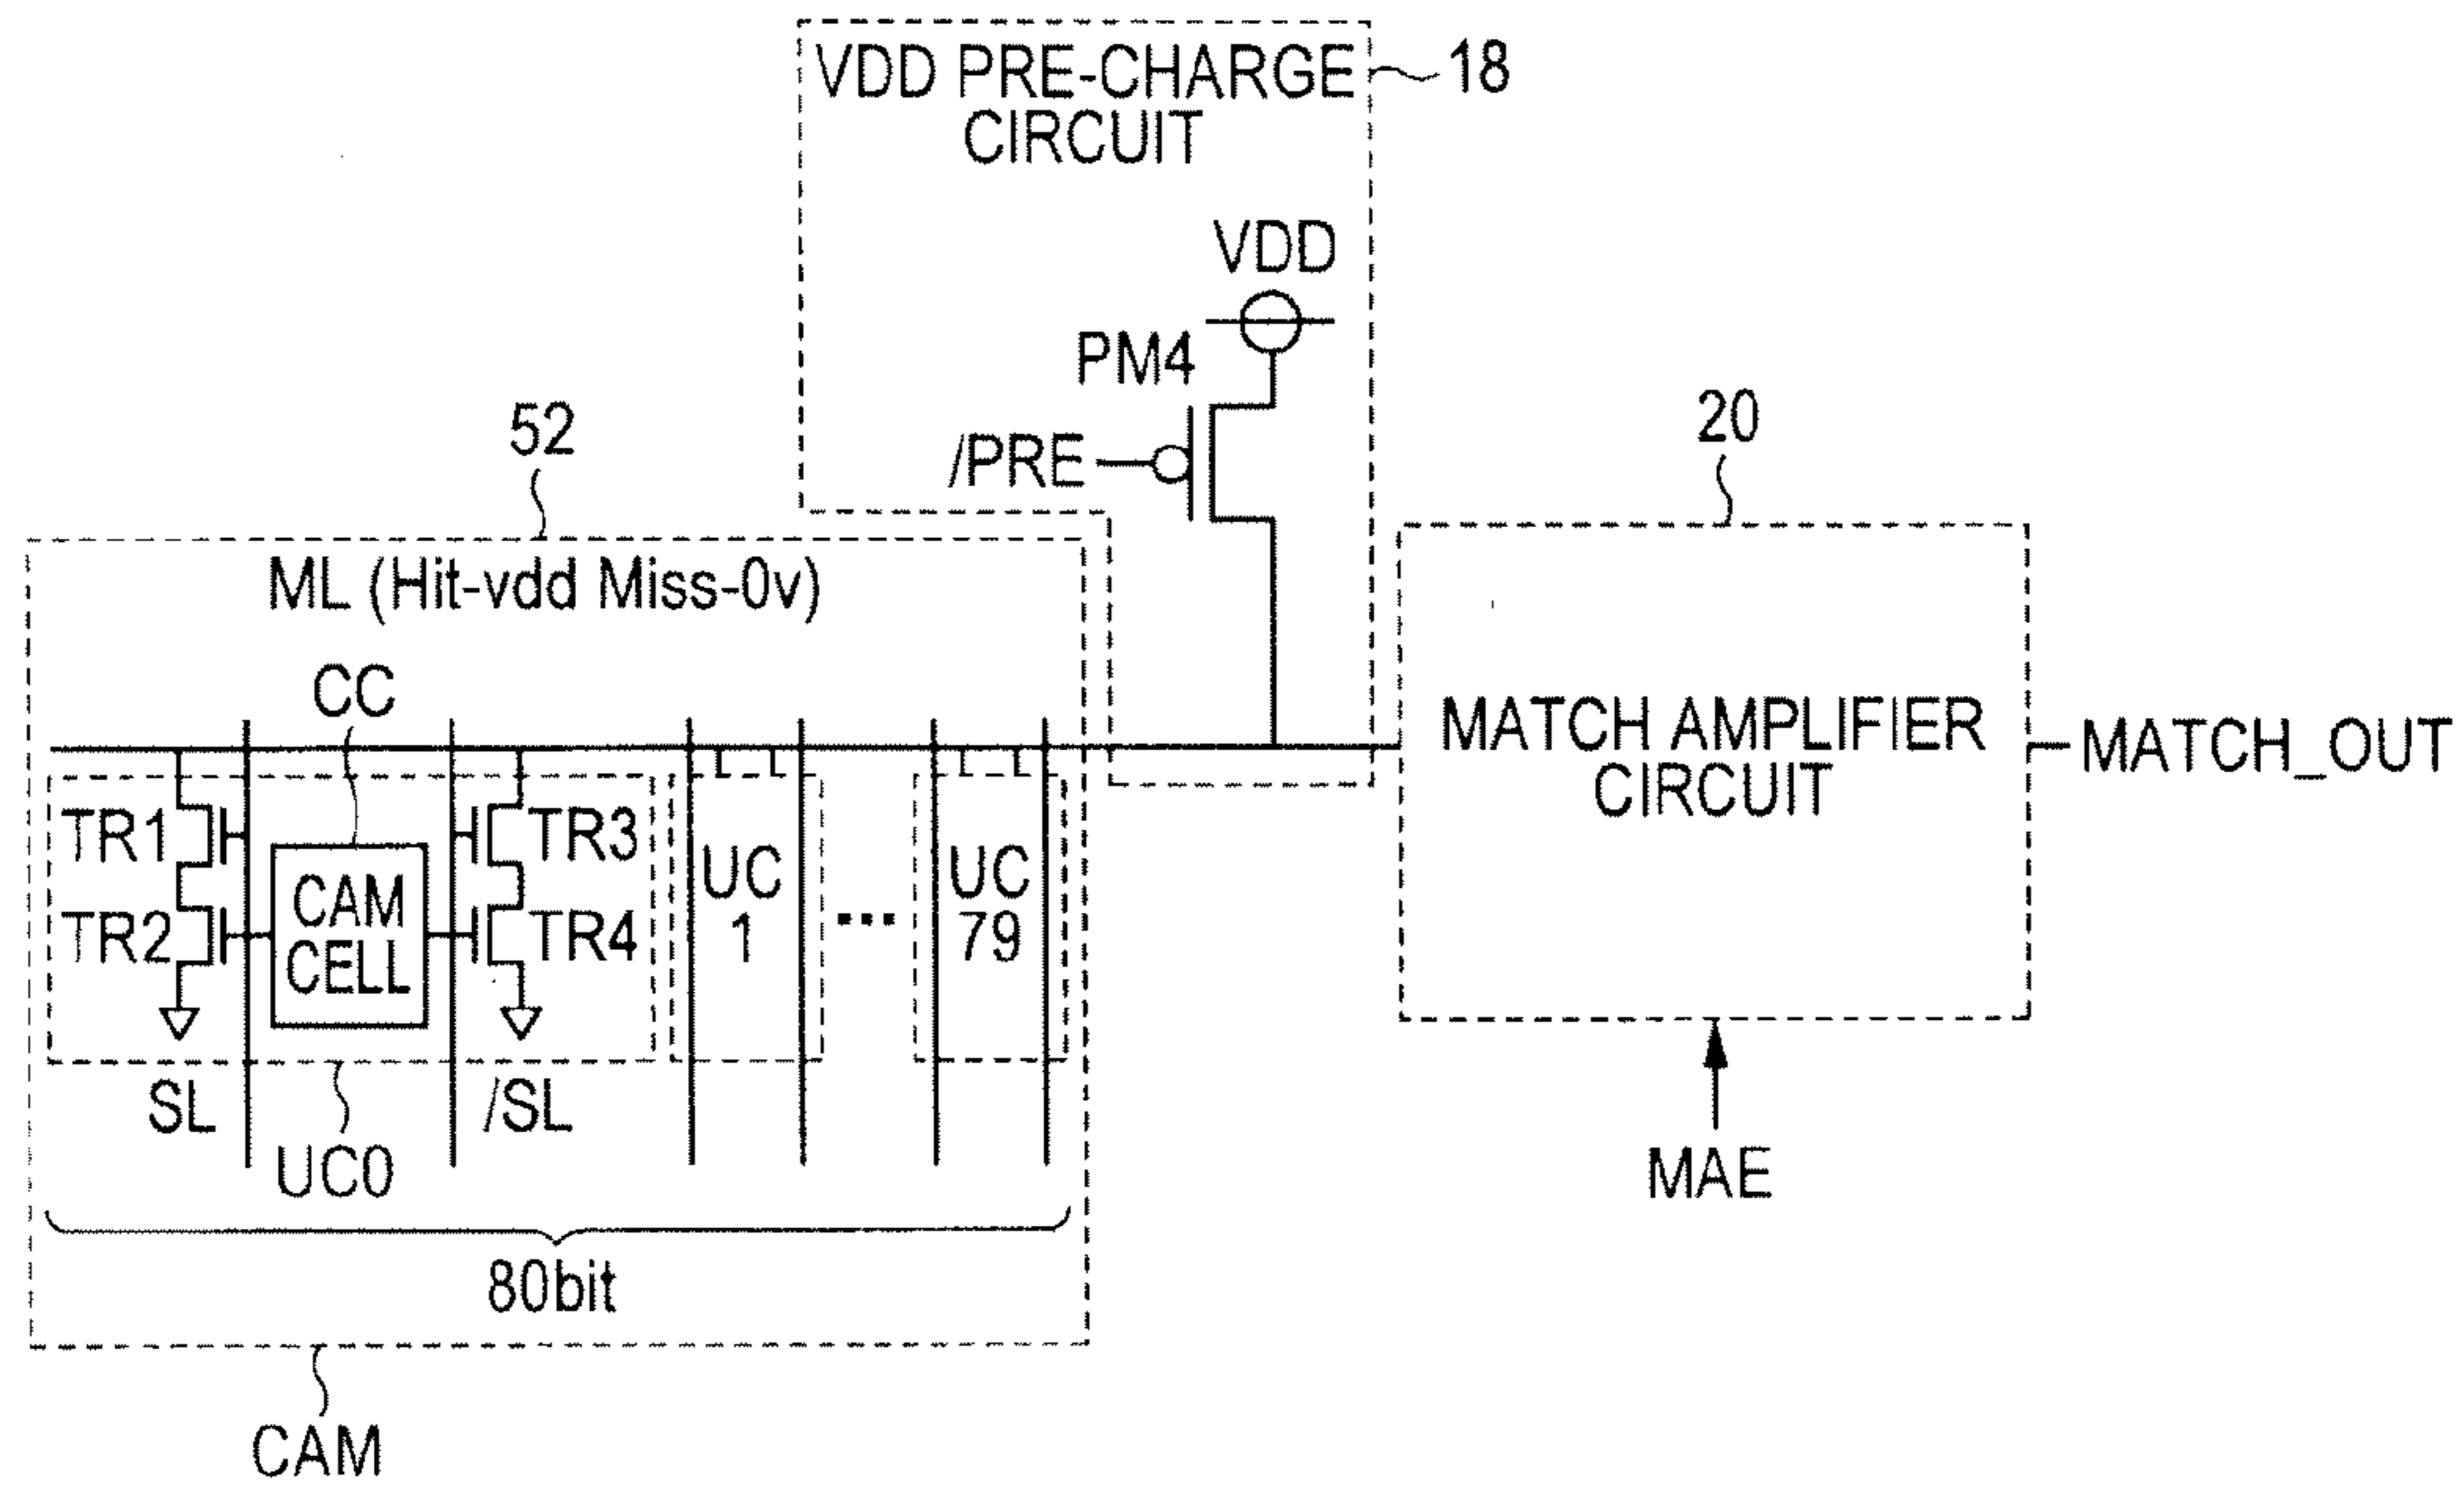 VDD PRE-CHARGE
CIRCUIT
18
VDD
PM4
/PRE
52
20
ML (Hit-vdd Miss-0v)
CC
MATCH AMPLIFIER
CIRCUIT
MATCH_OUT
TR1
TR3
TR2
CAM
CELL
TR4
UC
1
UC
79
SL
/SL
UC0
MAE
80bit
CAM